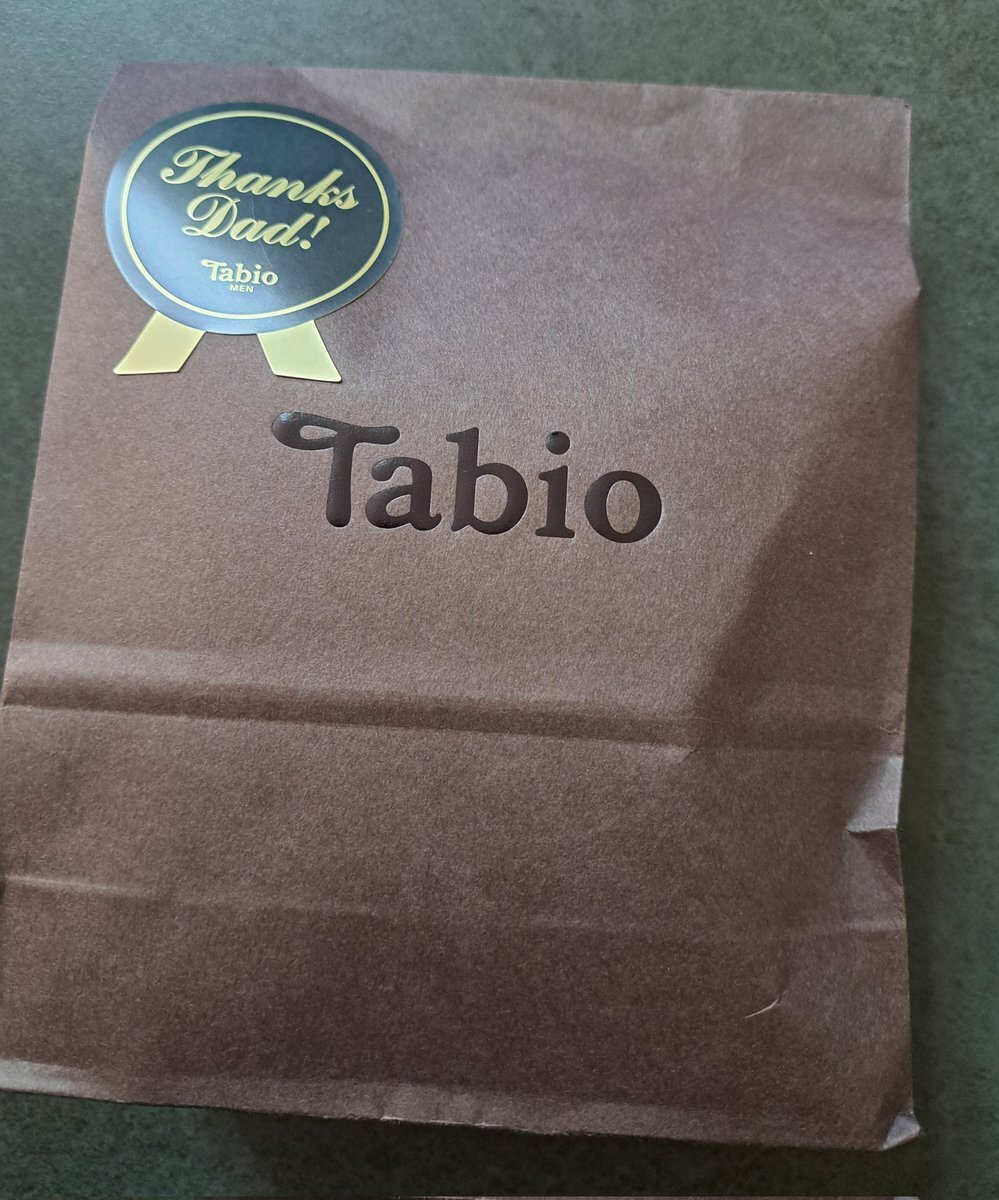 Thanks
Dad!
Tabio
MEN
Tabio